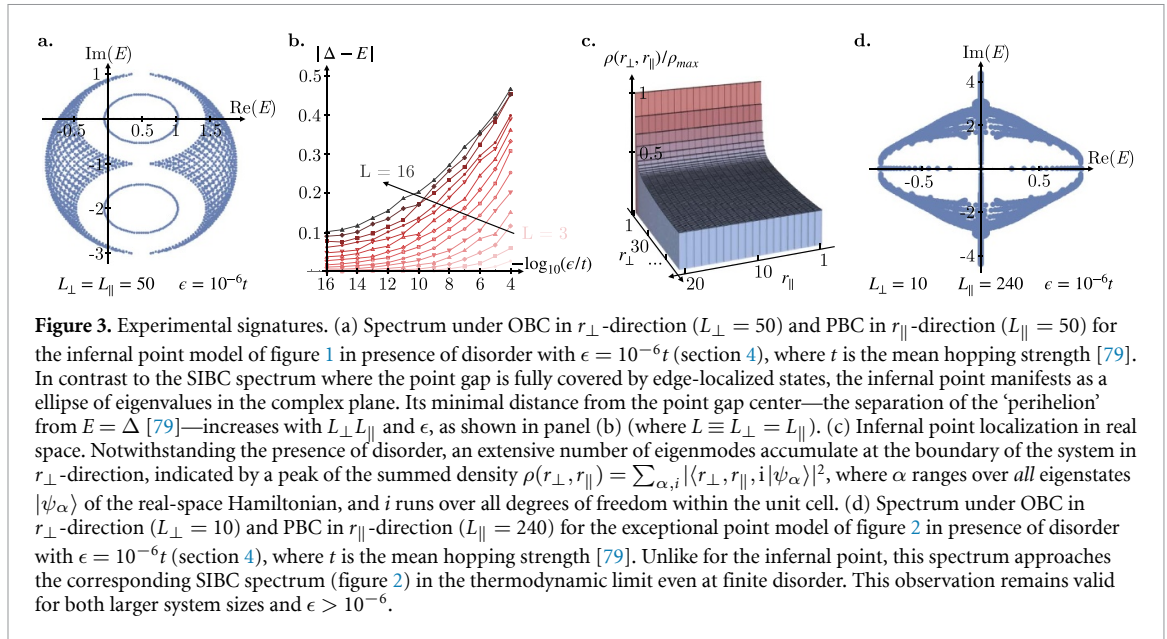 a.
Im(E)
1
Re(E)
-0.5
0.5
1
1.5
-1
-2
-3
L⊥ = L∥ = 50   ϵ = 10⁻⁶t
b.
|Δ − E|
0.5
0.4
0.3
0.2
0.1
L = 16
L = 3
−log₁₀(ϵ/t)
16 14 12 10 8 6 4
c.
ρ(r⊥, r∥)/ρmax
1
0.5
1
30
...
r⊥
20
10
1
r∥
d.
Im(E)
4
2
Re(E)
-0.5
0.5
-2
-4
L⊥ = 10   L∥ = 240   ϵ = 10⁻⁶t
Figure 3. Experimental signatures. (a) Spectrum under OBC in r⊥-direction (L⊥ = 50) and PBC in r∥-direction (L∥ = 50) for
the infernal point model of figure 1 in presence of disorder with ϵ = 10⁻⁶t (section 4), where t is the mean hopping strength [79].
In contrast to the SIBC spectrum where the point gap is fully covered by edge-localized states, the infernal point manifests as a
ellipse of eigenvalues in the complex plane. Its minimal distance from the point gap center—the separation of the ‘perihelion’
from E = Δ [79]—increases with L⊥L∥ and ϵ, as shown in panel (b) (where L ≡ L⊥ = L∥). (c) Infernal point localization in real
space. Notwithstanding the presence of disorder, an extensive number of eigenmodes accumulate at the boundary of the system in
r⊥-direction, indicated by a peak of the summed density ρ(r⊥, r∥) = ∑α,i |⟨r⊥, r∥, i|ψα⟩|², where α ranges over all eigenstates
|ψα⟩ of the real-space Hamiltonian, and i runs over all degrees of freedom within the unit cell. (d) Spectrum under OBC in
r⊥-direction (L⊥ = 10) and PBC in r∥-direction (L∥ = 240) for the exceptional point model of figure 2 in presence of disorder
with ϵ = 10⁻⁶t (section 4), where t is the mean hopping strength [79]. Unlike for the infernal point, this spectrum approaches
the corresponding SIBC spectrum (figure 2) in the thermodynamic limit even at finite disorder. This observation remains valid
for both larger system sizes and ϵ > 10⁻⁶.